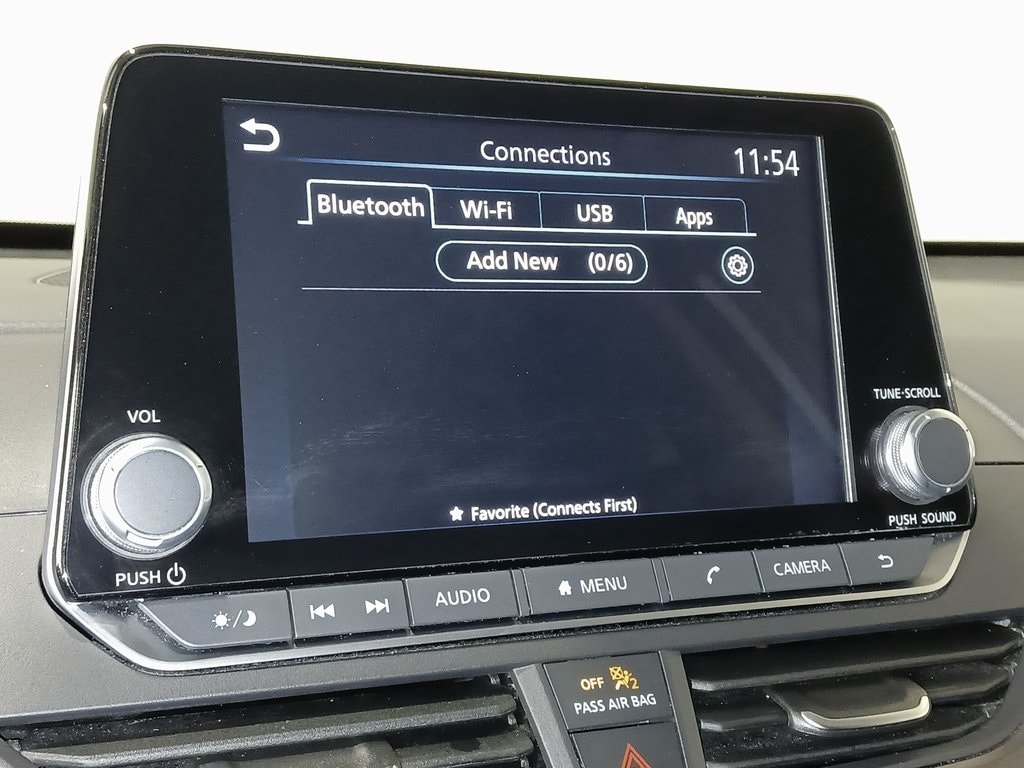 Connections
11:54
Bluetooth
Wi-Fi
USB
Apps
Add New (0/6)
Favorite (Connects First)
VOL
PUSH
TUNE·SCROLL
PUSH SOUND
AUDIO
MENU
CAMERA
OFF 2
PASS AIR BAG